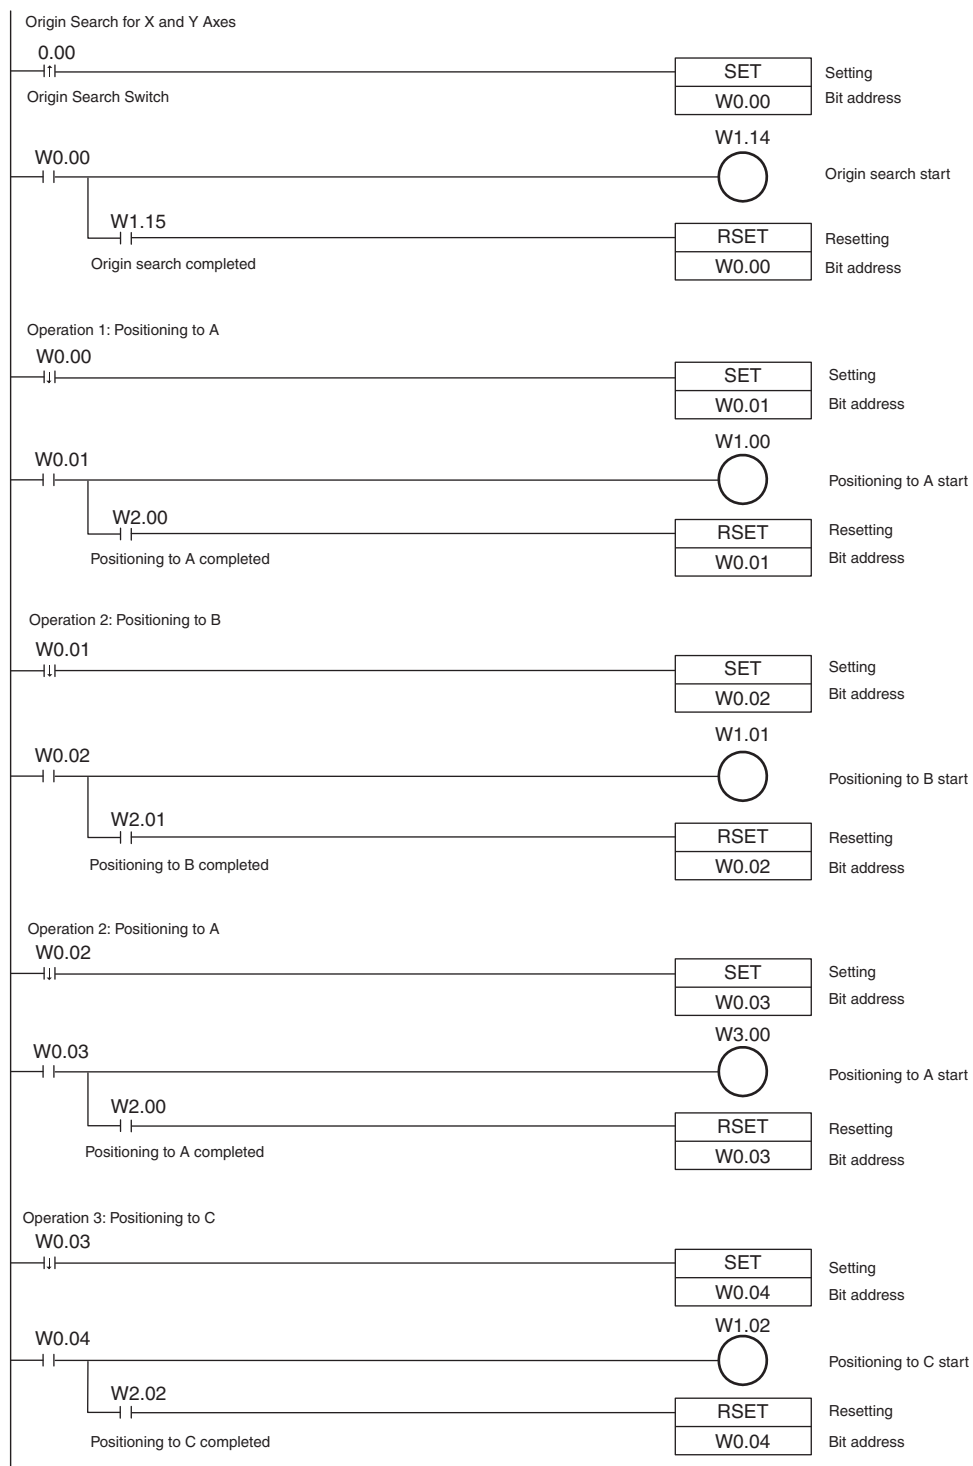 Origin Search for X and Y Axes
0.00
SET Setting
Origin Search Switch W0.00 Bit address
W1.14
W0.00
Origin search start
W1.15
RSET Resetting
Origin search completed W0.00 Bit address
Operation 1: Positioning to A
W0.00
SET Setting
W0.01 Bit address
W1.00
W0.01
Positioning to A start
W2.00
RSET Resetting
Positioning to A completed W0.01 Bit address
Operation 2: Positioning to B
W0.01
SET Setting
W0.02 Bit address
W1.01
W0.02
Positioning to B start
W2.01
RSET Resetting
Positioning to B completed W0.02 Bit address
Operation 2: Positioning to A
W0.02
SET Setting
W0.03 Bit address
W3.00
W0.03
Positioning to A start
W2.00
RSET Resetting
Positioning to A completed W0.03 Bit address
Operation 3: Positioning to C
W0.03
SET Setting
W0.04 Bit address
W1.02
W0.04
Positioning to C start
W2.02
RSET Resetting
Positioning to C completed W0.04 Bit address